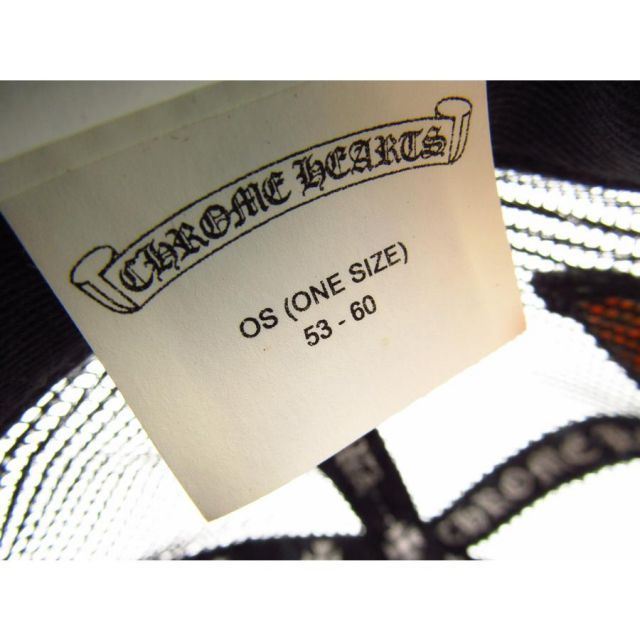 CHROME HEARTS
OS (ONE SIZE)
53 - 60
CHROME